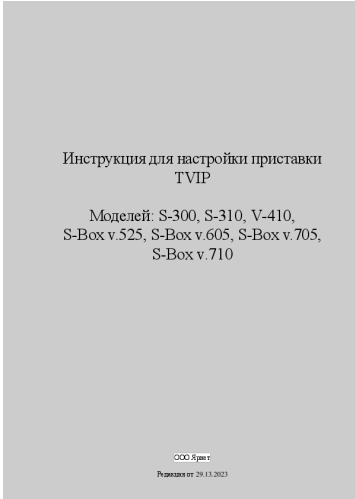 Инструкция для настройки приставки
TVIP
Моделей: S-300, S-310, V-410,
S-Box v.525, S-Box v.605, S-Box v.705,
S-Box v.710
ООО Ярнет
Редакция от 29.13.2023